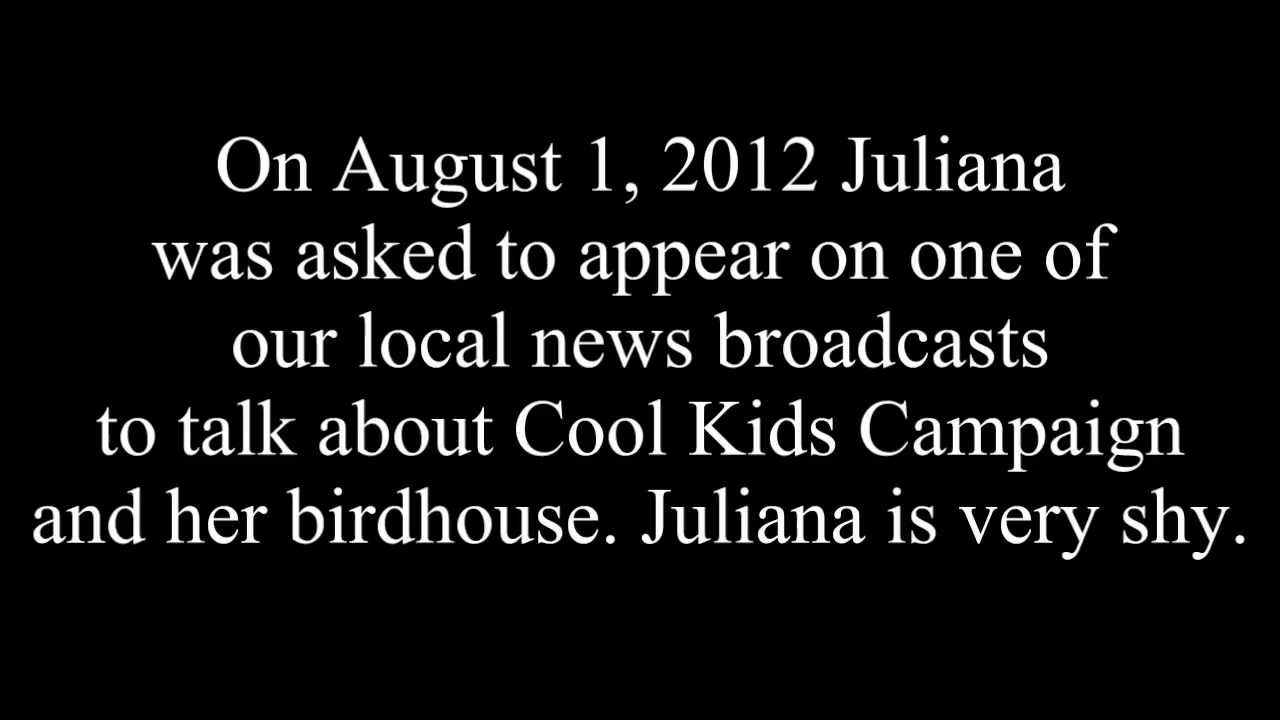 On August 1, 2012 Juliana
was asked to appear on one of
our local news broadcasts
to talk about Cool Kids Campaign
and her birdhouse. Juliana is very shy.